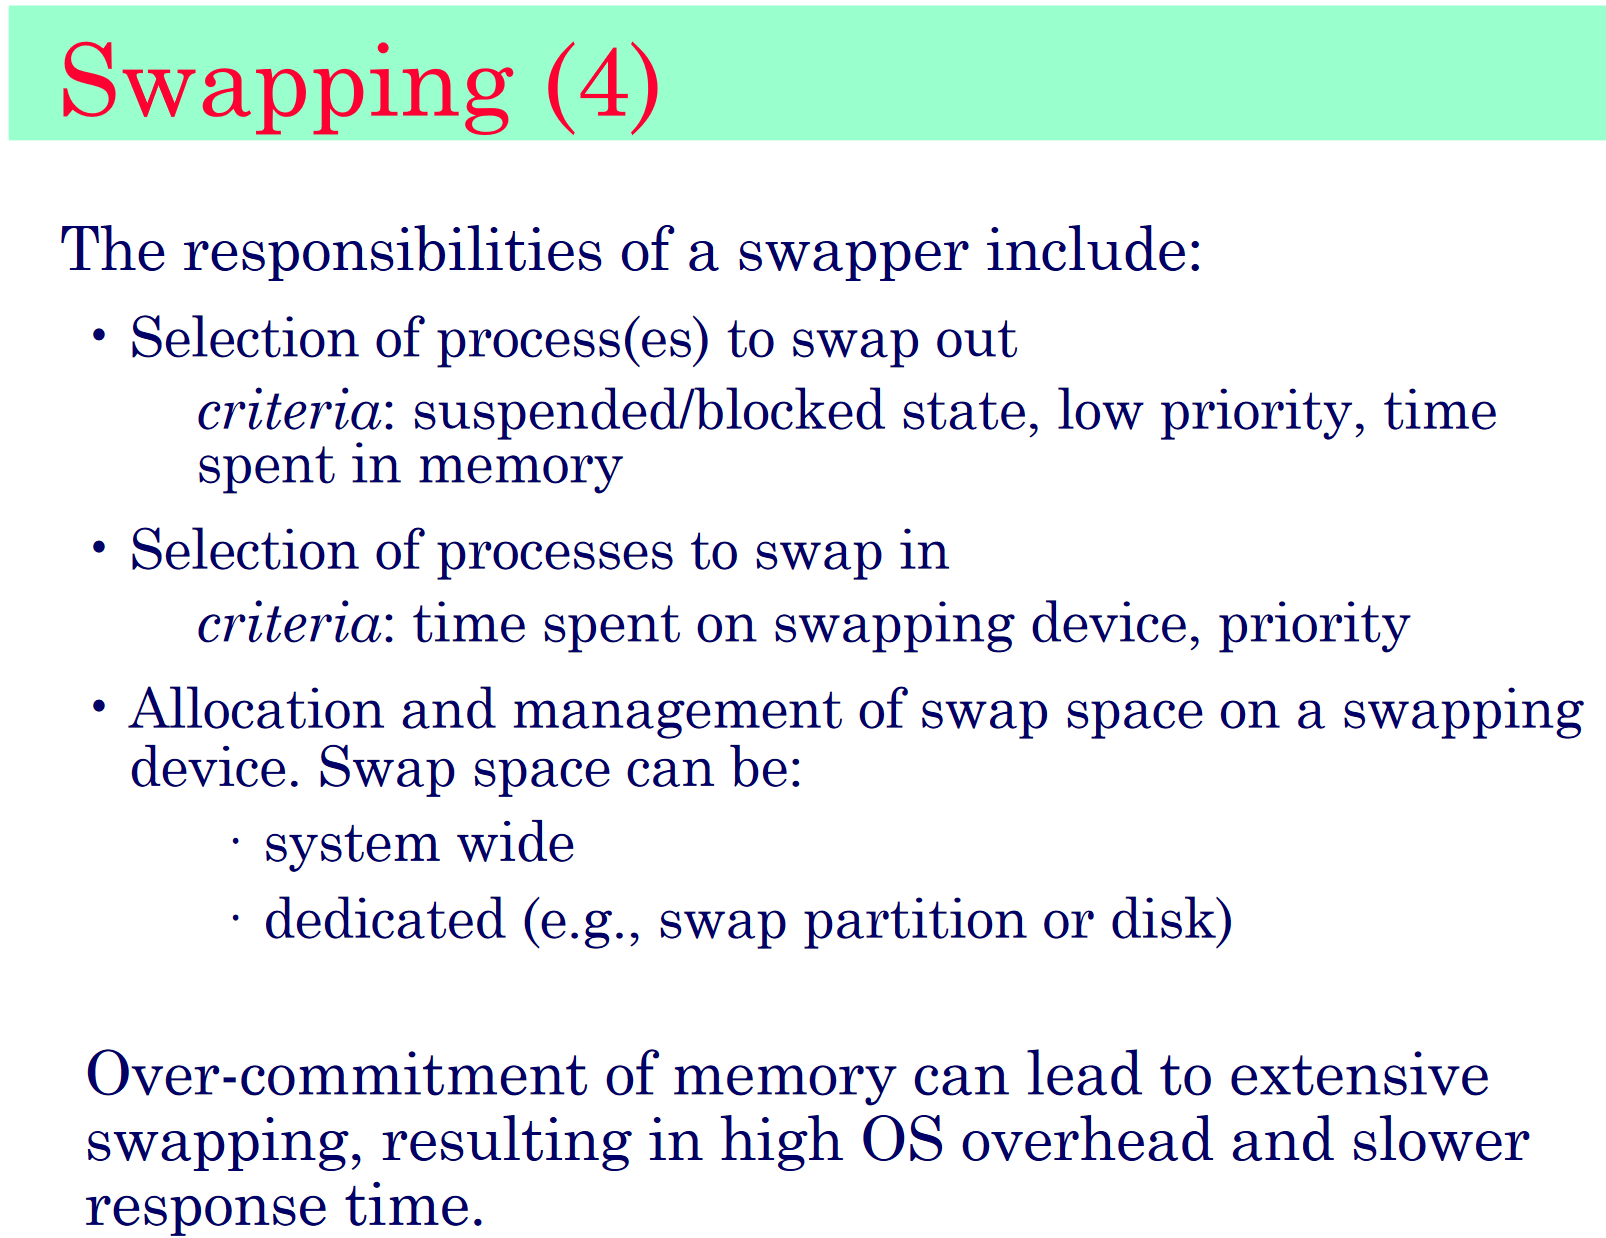 Swapping (4)
The responsibilities of a swapper include:
• Selection of process(es) to swap out
criteria: suspended/blocked state, low priority, time
spent in memory
• Selection of processes to swap in
criteria: time spent on swapping device, priority
• Allocation and management of swap space on a swapping
device. Swap space can be:
· system wide
· dedicated (e.g., swap partition or disk)
Over-commitment of memory can lead to extensive
swapping, resulting in high OS overhead and slower
response time.